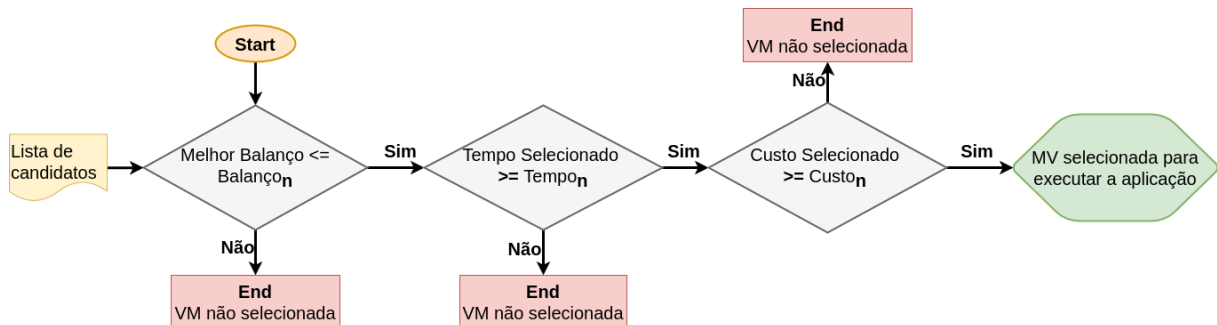 Start
Lista de
candidatos
Melhor Balanço <=
Balançon
Não
End
VM não selecionada
Sim
Tempo Selecionado
>= Tempon
Não
End
VM não selecionada
Sim
Custo Selecionado
>= Custon
Não
End
VM não selecionada
Sim
MV selecionada para
executar a aplicação